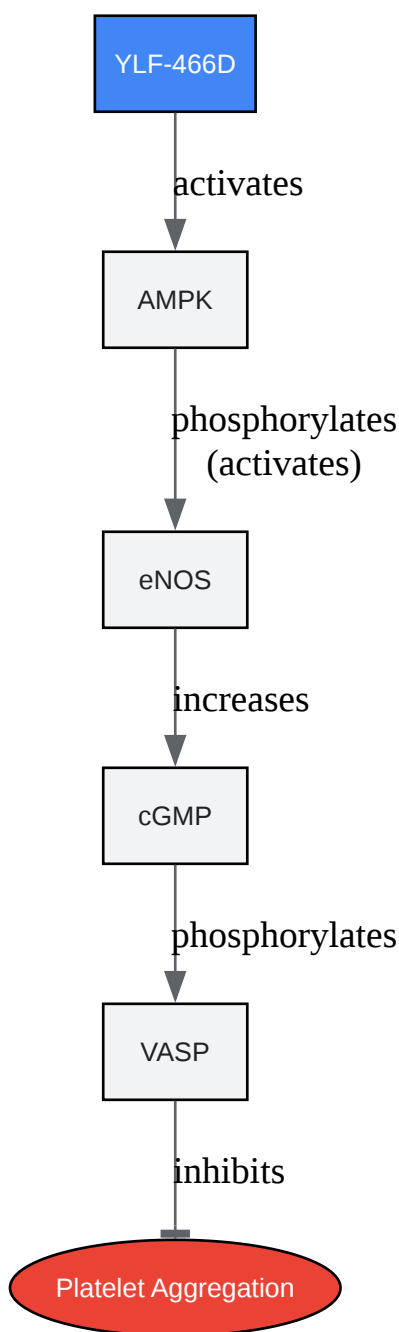 YLF-466D
activates
AMPK
phosphorylates
(activates)
eNOS
increases
cGMP
phosphorylates
VASP
inhibits
Platelet Aggregation